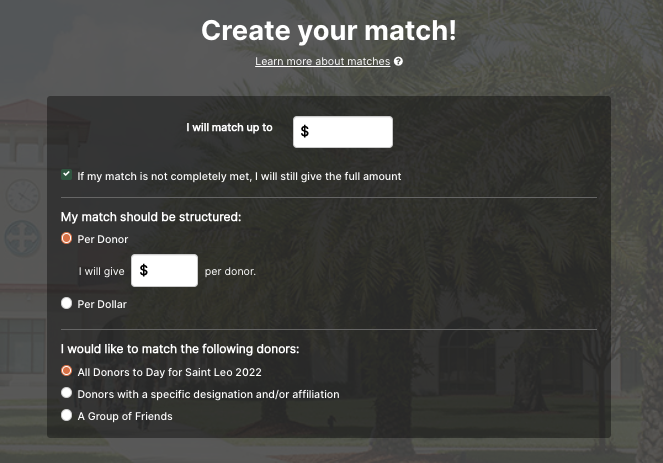 Create your match!
Learn more about matches ?
I will match up to $
If my match is not completely met, I will still give the full amount
My match should be structured:
Per Donor
I will give $ per donor.
Per Dollar
I would like to match the following donors:
All Donors to Day for Saint Leo 2022
Donors with a specific designation and/or affiliation
A Group of Friends